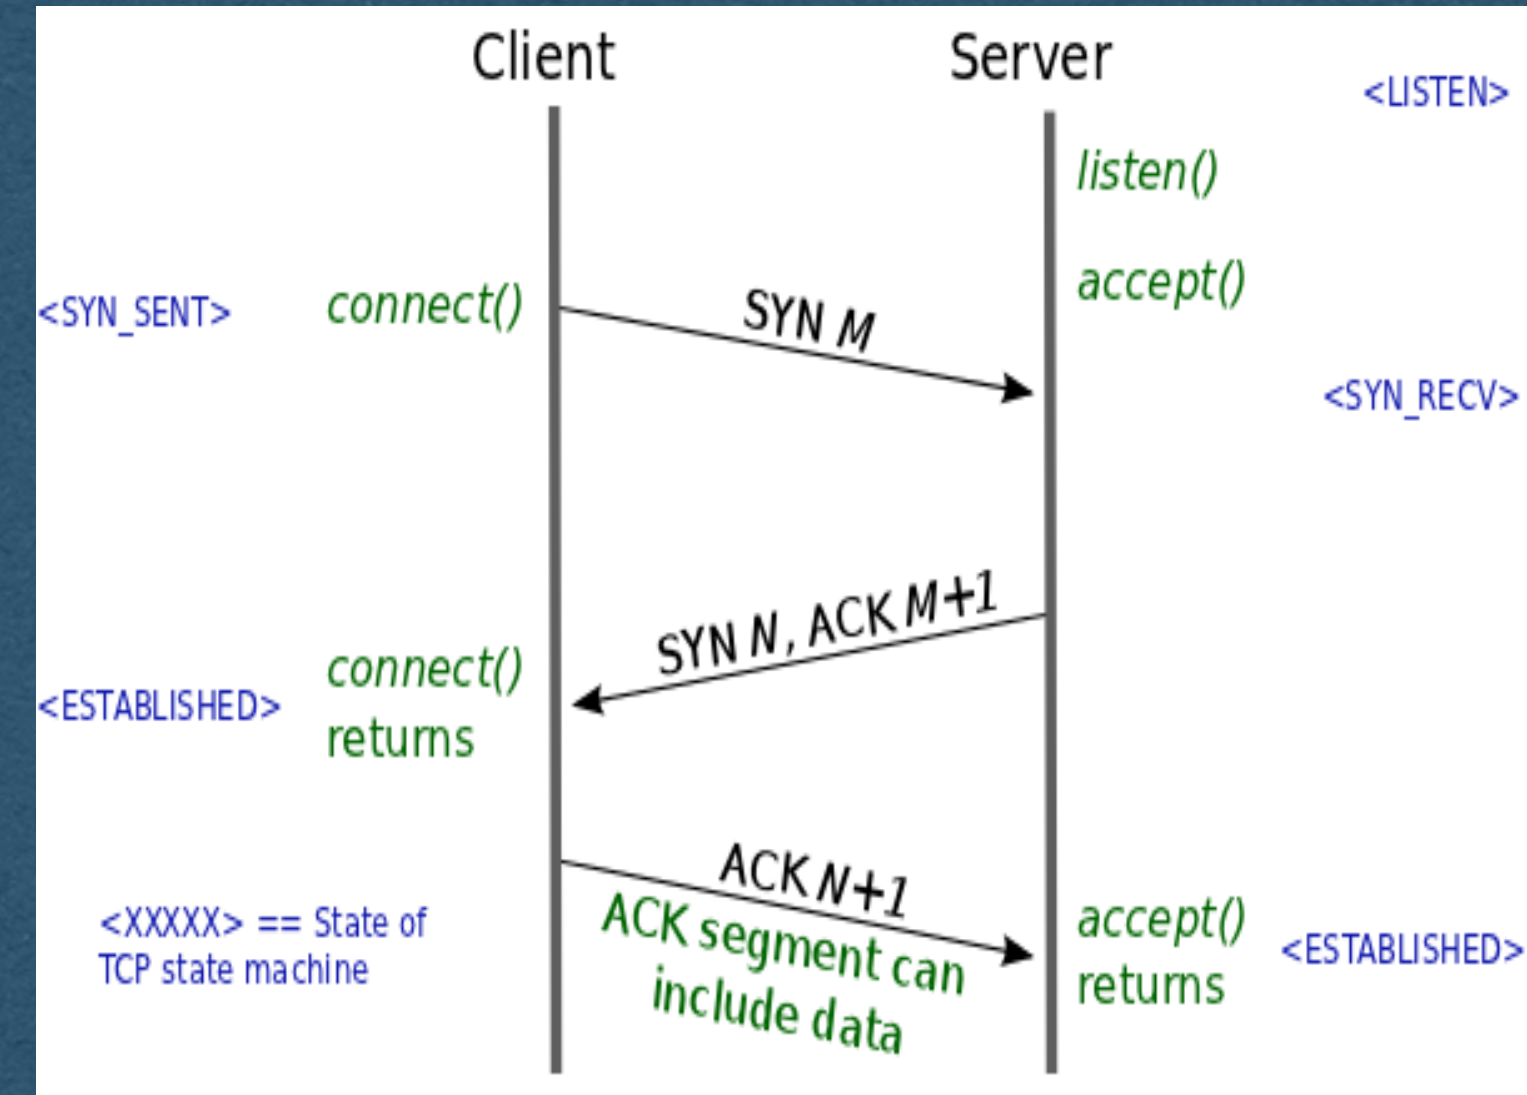 Client
Server
<LISTEN>
listen()
accept()
<SYN_SENT>
connect()
SYN M
<SYN_RECV>
SYN N, ACK M+1
connect()
returns
<ESTABLISHED>
ACK N+1
ACK segment can
include data
accept()
returns
<ESTABLISHED>
<XXXXX> == State of
TCP state machine